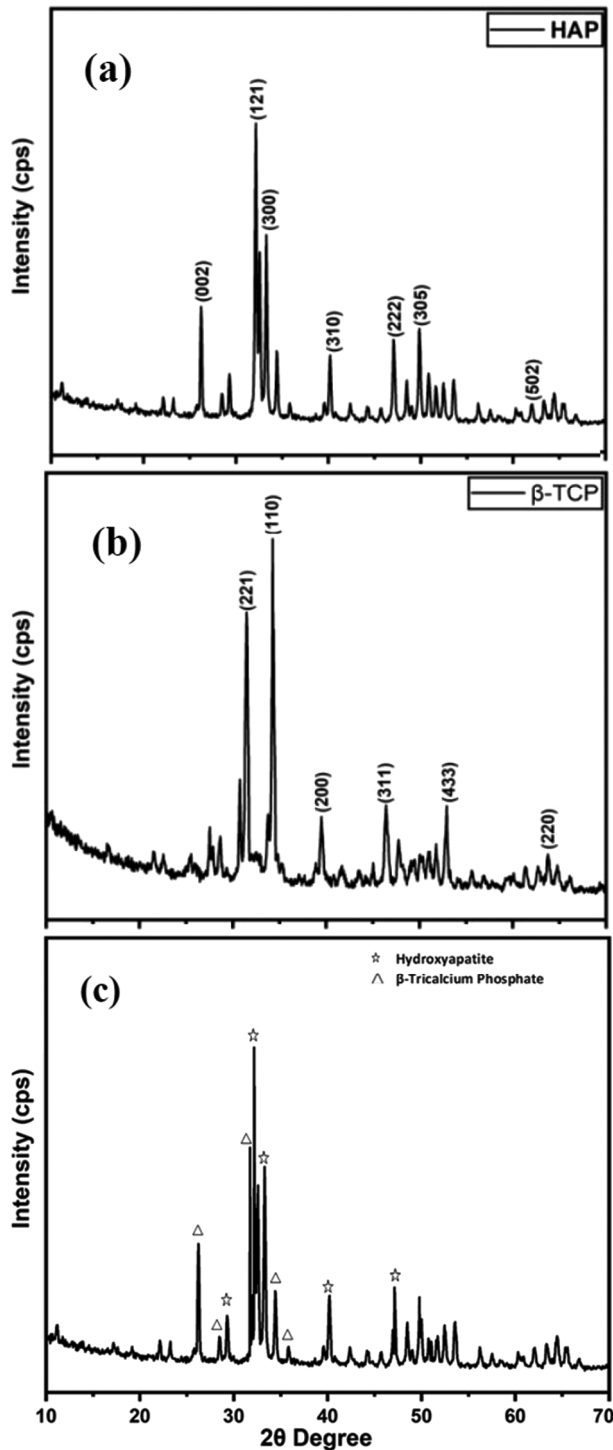 HAP
(a)
Intensity (cps)
(002)
(121)
(300)
(310)
(222)
(305)
(502)
β-TCP
(b)
Intensity (cps)
(221)
(110)
(200)
(311)
(433)
(220)
☆ Hydroxyapatite
△ β-Tricalcium Phosphate
(c)
Intensity (cps)
10 20 30 40 50 60 70
2θ Degree